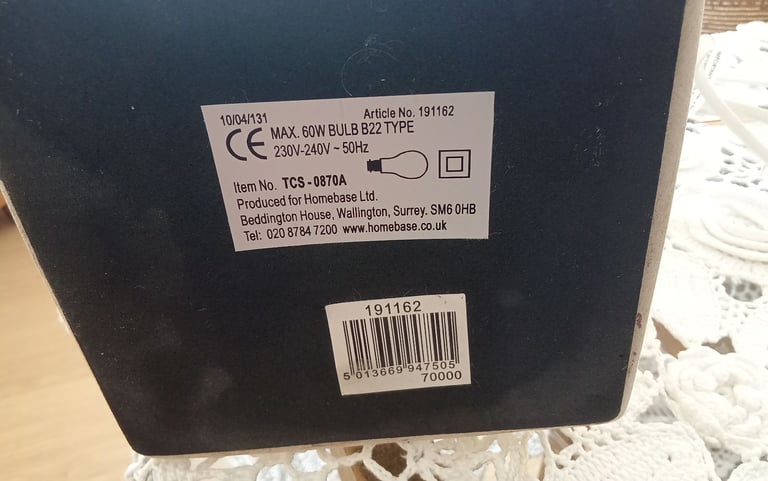 10/04/131 Article No. 191162
CE MAX. 60W BULB B22 TYPE
230V-240V ~ 50Hz
Item No. TCS - 0870A
Produced for Homebase Ltd.
Beddington House, Wallington, Surrey. SM6 0HB
Tel: 020 8784 7200 www.homebase.co.uk
191162
5 013669 947505
70000